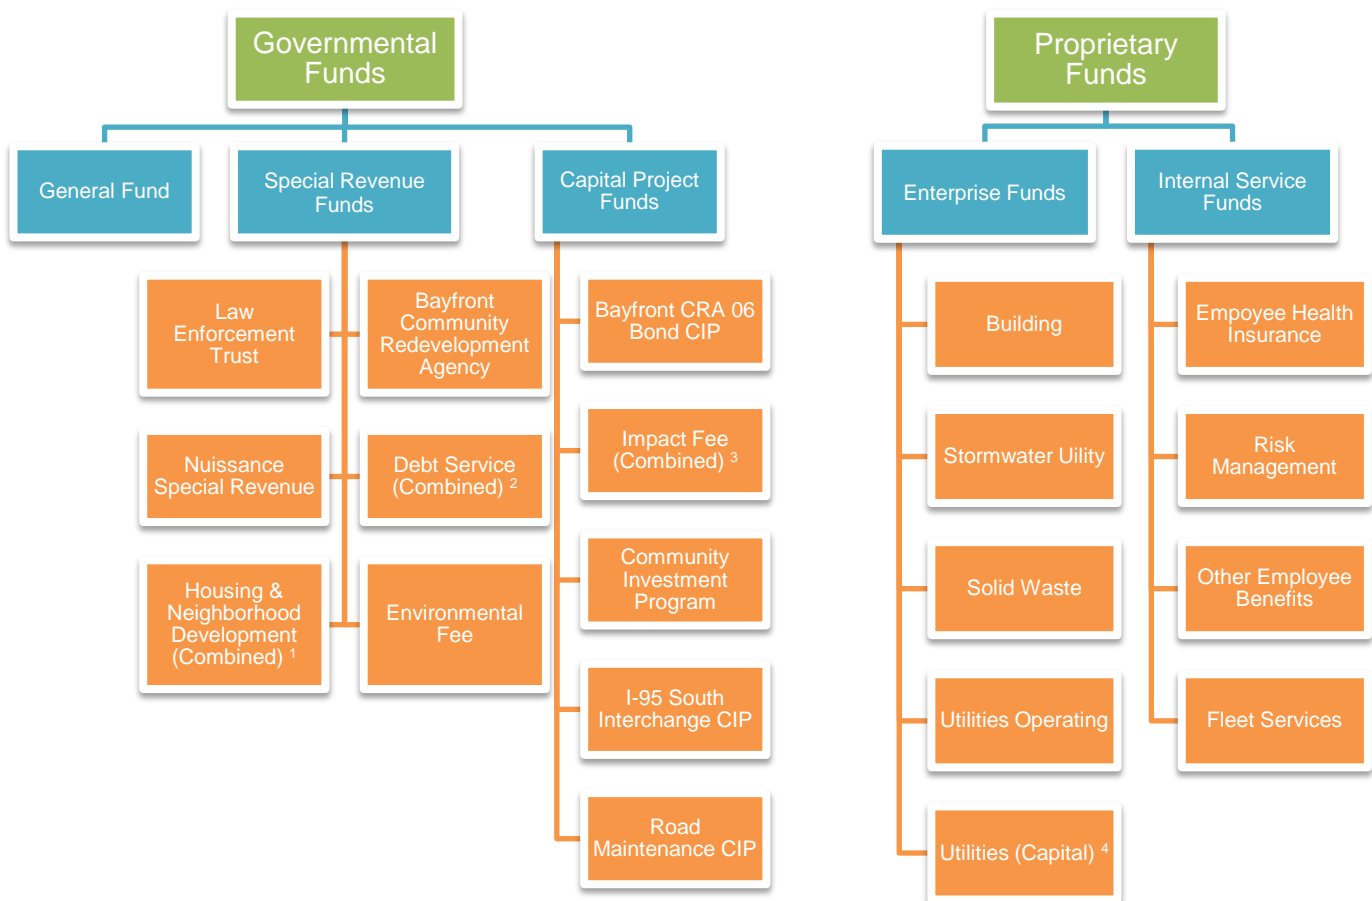 Governmental
Funds
Proprietary
Funds
General Fund
Special Revenue
Funds
Capital Project
Funds
Enterprise Funds
Internal Service
Funds
Law
Enforcement
Trust
Bayfront
Community
Redevelopment
Agency
Bayfront CRA 06
Bond CIP
Building
Empoyee Health
Insurance
Nuissance
Special Revenue
Debt Service
(Combined) ²
Impact Fee
(Combined) ³
Stormwater Uility
Risk
Management
Housing &
Neighborhood
Development
(Combined) ¹
Environmental
Fee
Community
Investment
Program
Solid Waste
Other Employee
Benefits
I-95 South
Interchange CIP
Utilities Operating
Fleet Services
Road
Maintenance CIP
Utilities (Capital) ⁴